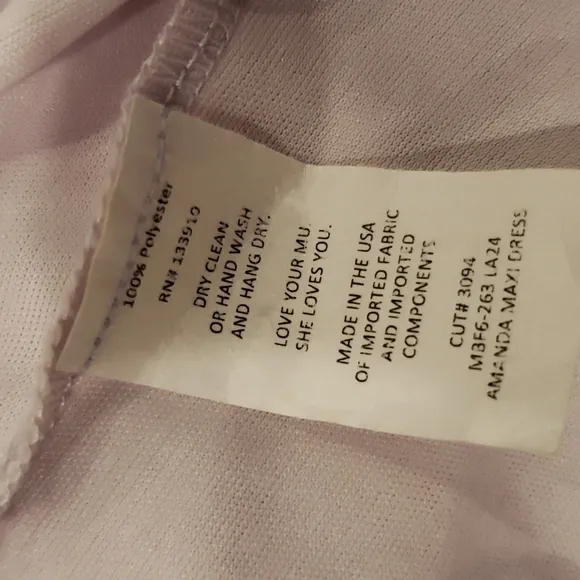 100% Polyester
RN# 133910
DRY CLEAN
OR HAND WASH
AND HANG DRY.
LOVE YOUR MU.
SHE LOVES YOU.
MADE IN THE USA
OF IMPORTED FABRIC
AND IMPORTED
COMPONENTS
CUT# 3094
M3F6-263 LA24
AMANDA MAXI DRESS